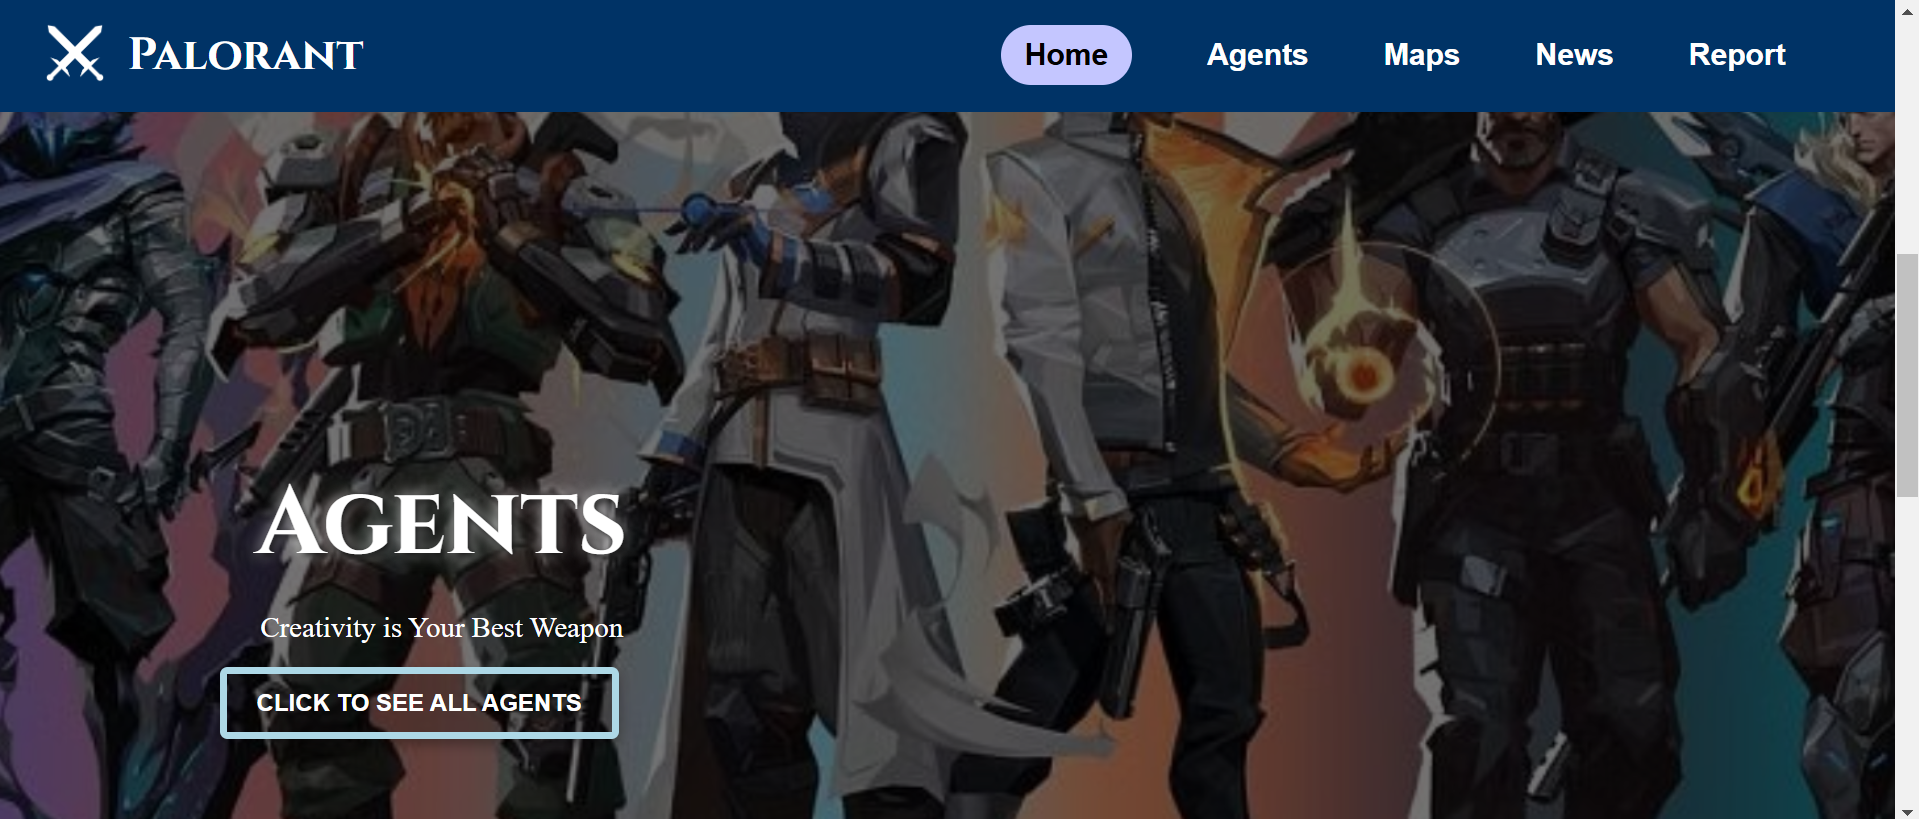 PALORANT
Home
Agents
Maps
News
Report
AGENTS
Creativity is Your Best Weapon
CLICK TO SEE ALL AGENTS